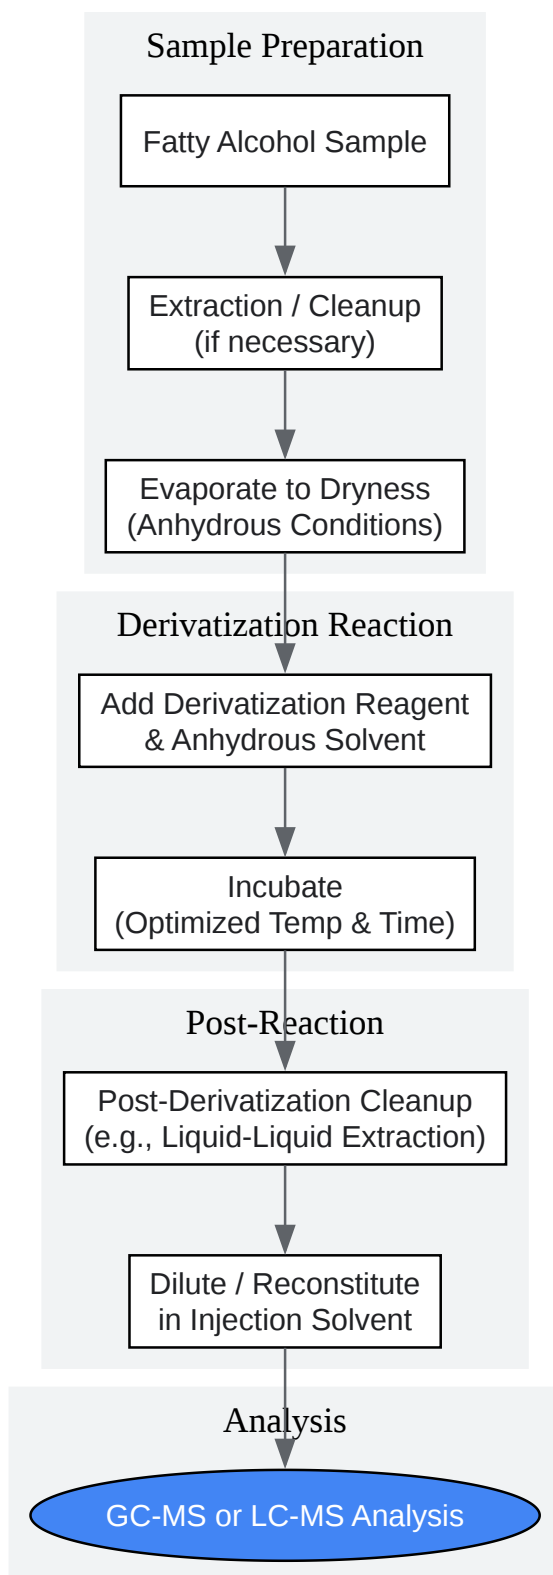 Sample Preparation
Fatty Alcohol Sample
Extraction / Cleanup
(if necessary)
Evaporate to Dryness
(Anhydrous Conditions)
Derivatization Reaction
Add Derivatization Reagent
& Anhydrous Solvent
Incubate
(Optimized Temp & Time)
Post-Reaction
Post-Derivatization Cleanup
(e.g., Liquid-Liquid Extraction)
Dilute / Reconstitute
in Injection Solvent
Analysis
GC-MS or LC-MS Analysis